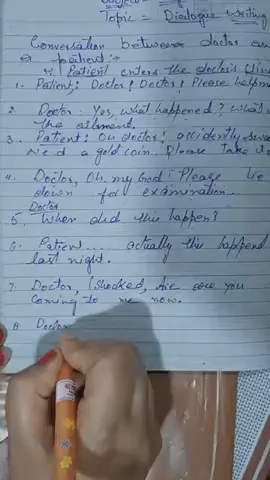 Topic = Dialogue Writing
Conversation between doctor
patient :-
Patient enters the doctor's
1. Patient: Doctor! Doctor! Please
2. Doctor: Yes, what happened? What
the ailment.
3. Patient: Oh doctor! accidently
a gold coin. Please take
4. Doctor, Oh my God! Please lie
down for examination.
Doctor
5. When did this happen?
6. Patient.... actually this happend
last night.
7. Doctor, (Shocked, Are you
coming to me now.
8. Doctor